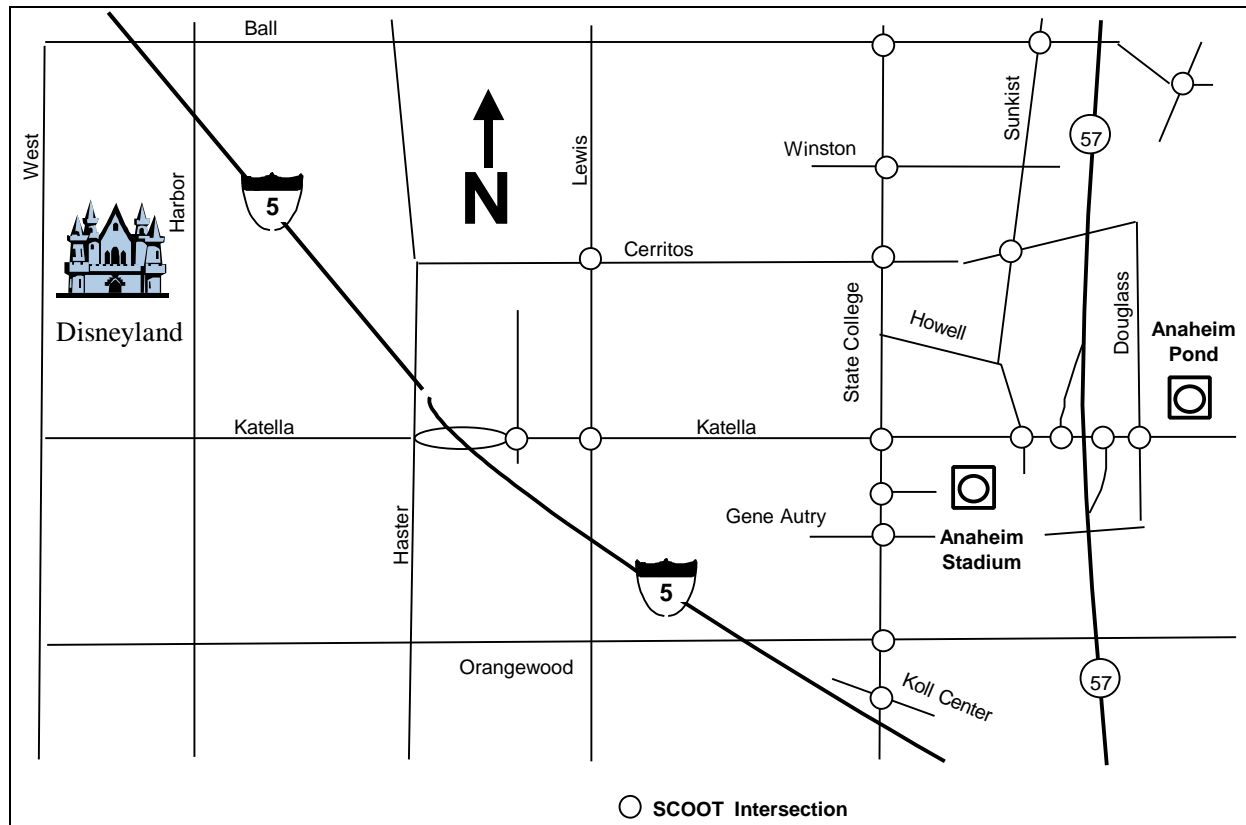 Ball
West
Harbor
5
N
Lewis
Winston
Sunkist
57
Disneyland
Cerritos
State College
Howell
Douglass
Anaheim
Pond
Katella
Katella
Haster
Gene Autry
Anaheim
Stadium
5
Orangewood
Koll Center
57
SCOOT Intersection